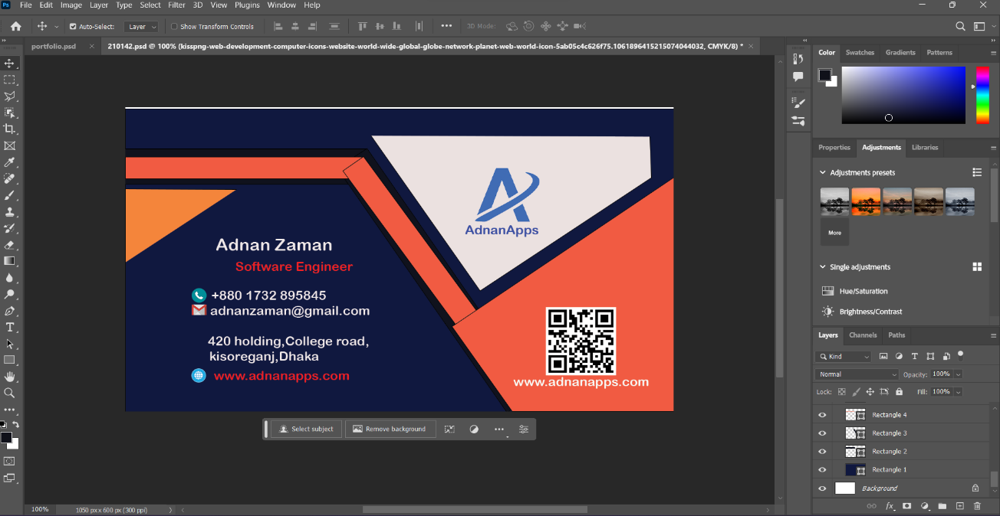 Ps File Edit Image Layer Type Select Filter 3D View Plugins Window Help
Auto-Select: Layer Show Transform Controls 3D Mode:
portfolio.psd × 210142.psd @ 100% (kisspng-web-development-computer-icons-website-world-wide-global-globe-network-planet-web-world-icon-5ab05c4c626f75.1061896415215074044032, CMYK/8) * ×
Color Swatches Gradients Patterns
Properties Adjustments Libraries
Adjustments presets
More
Single adjustments
Hue/Saturation
Brightness/Contrast
AdnanApps
Adnan Zaman
Software Engineer
+880 1732 895845
adnanzaman@gmail.com
420 holding,College road,
kisoreganj,Dhaka
www.adnanapps.com
www.adnanapps.com
Select subject Remove background
Layers Channels Paths
Kind
Normal Opacity: 100%
Lock: Fill: 100%
Rectangle 4
Rectangle 3
Rectangle 2
Rectangle 1
Background
fx
100% 1050 px x 600 px (300 ppi)